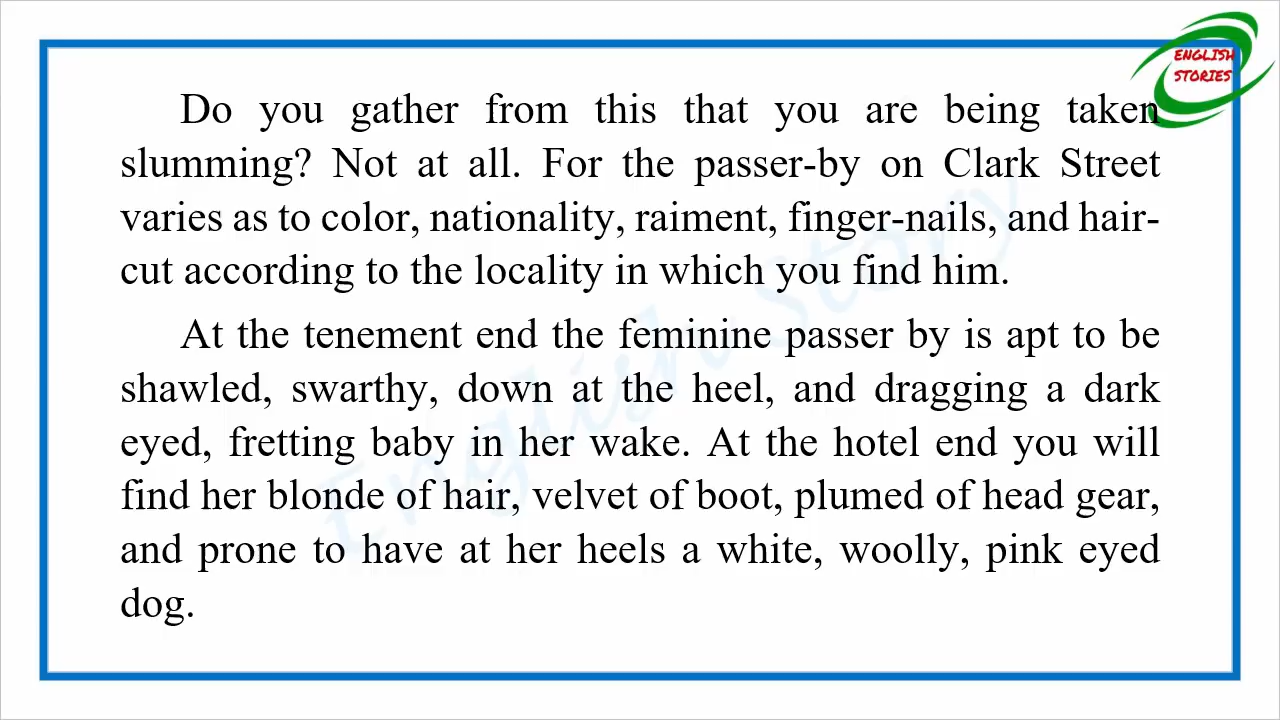 ENGLISH
STORIES
Do you gather from this that you are being taken
slumming? Not at all. For the passer-by on Clark Street
varies as to color, nationality, raiment, finger-nails, and hair-
cut according to the locality in which you find him.
At the tenement end the feminine passer by is apt to be
shawled, swarthy, down at the heel, and dragging a dark
eyed, fretting baby in her wake. At the hotel end you will
find her blonde of hair, velvet of boot, plumed of head gear,
and prone to have at her heels a white, woolly, pink eyed
dog.
English Story